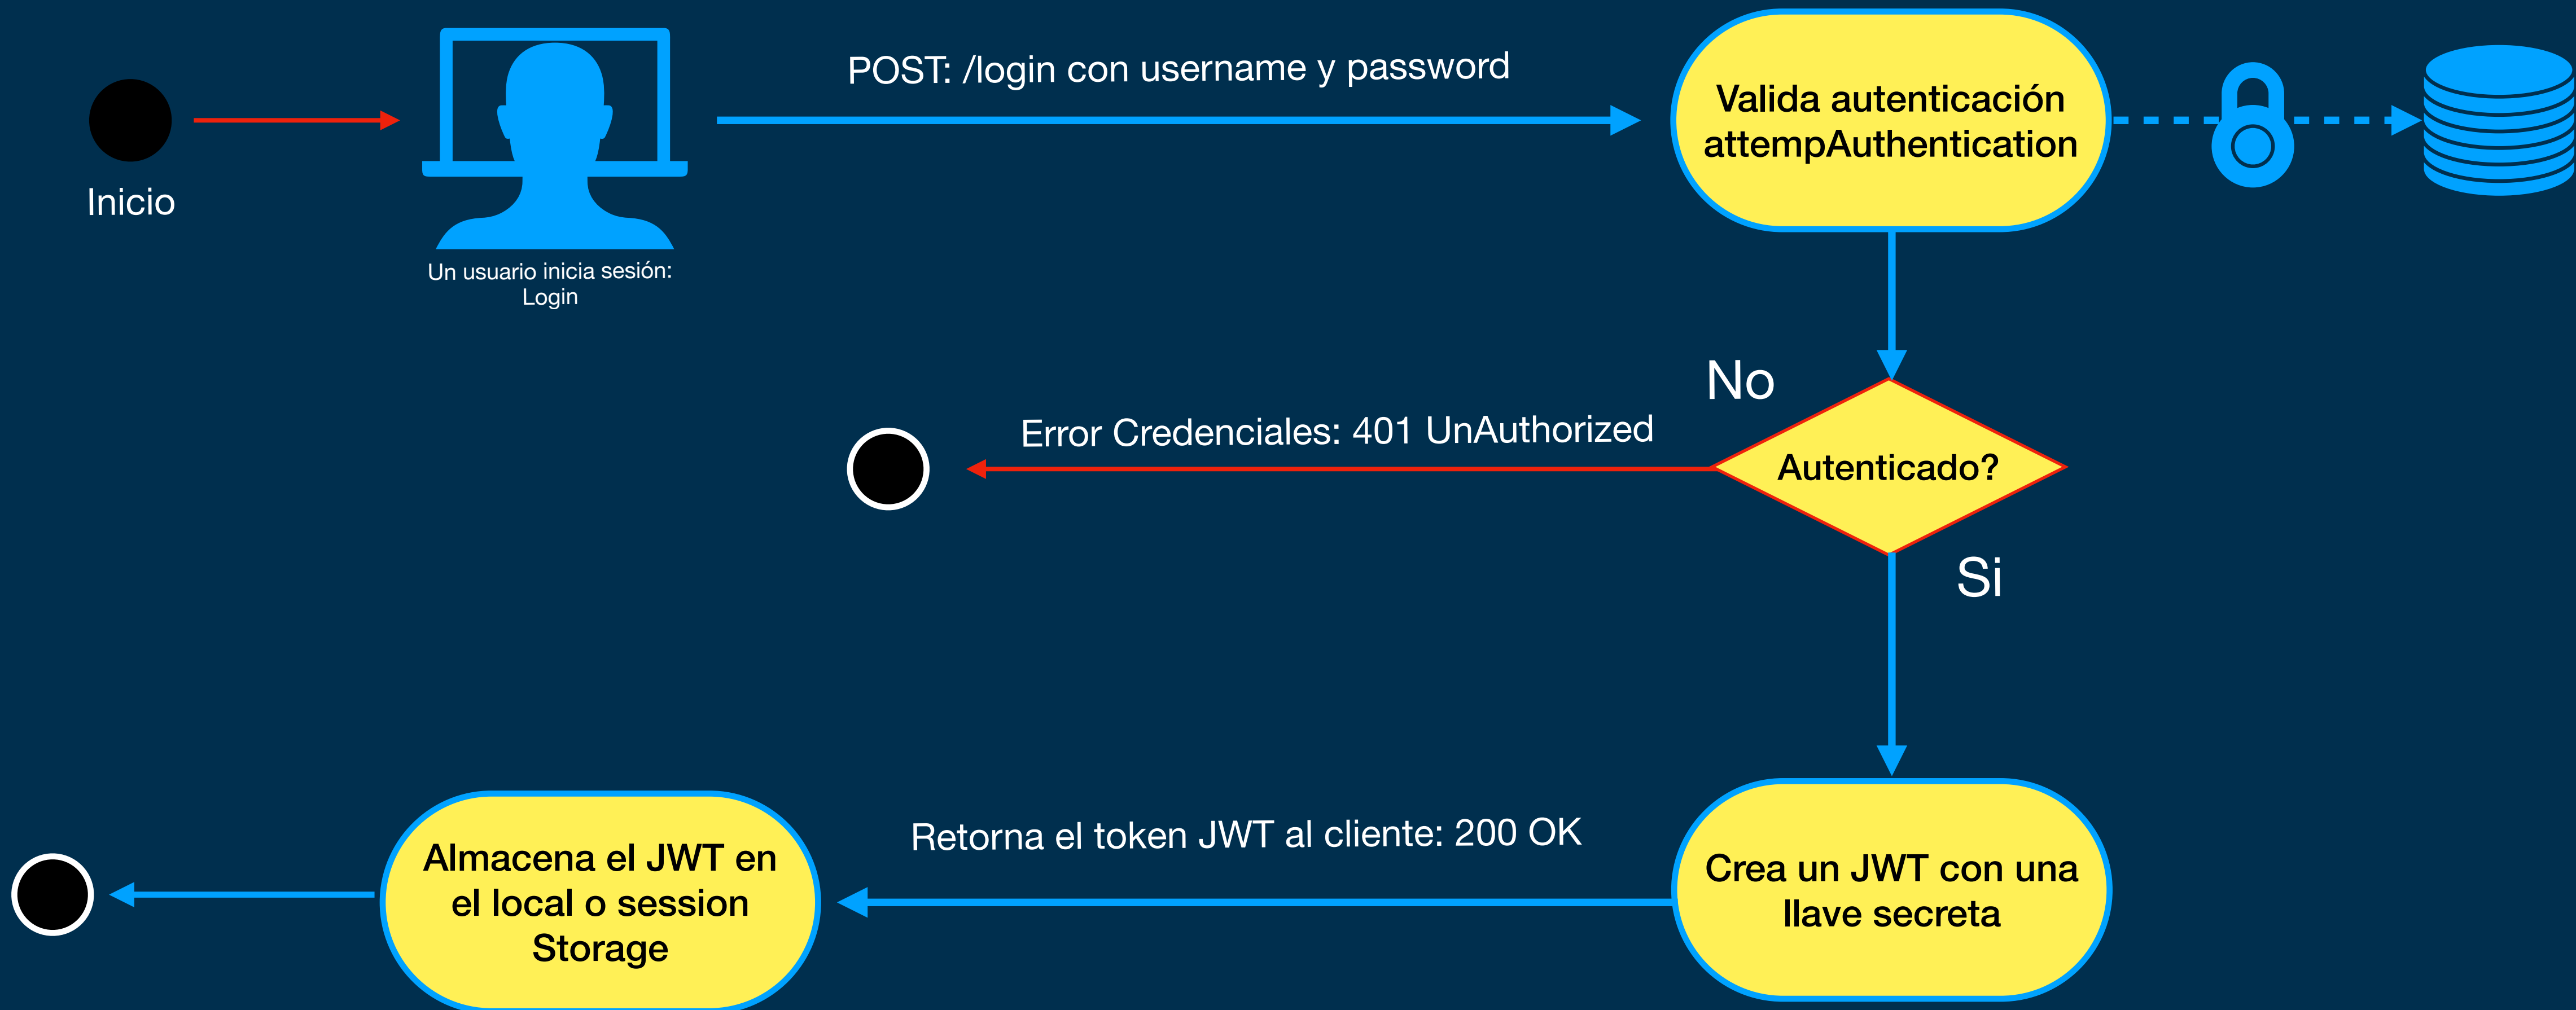 Inicio
Un usuario inicia sesión:
Login
POST: /login con username y password
Valida autenticación
attempAuthentication
No
Error Credenciales: 401 UnAuthorized
Autenticado?
Si
Crea un JWT con una
llave secreta
Retorna el token JWT al cliente: 200 OK
Almacena el JWT en
el local o session
Storage